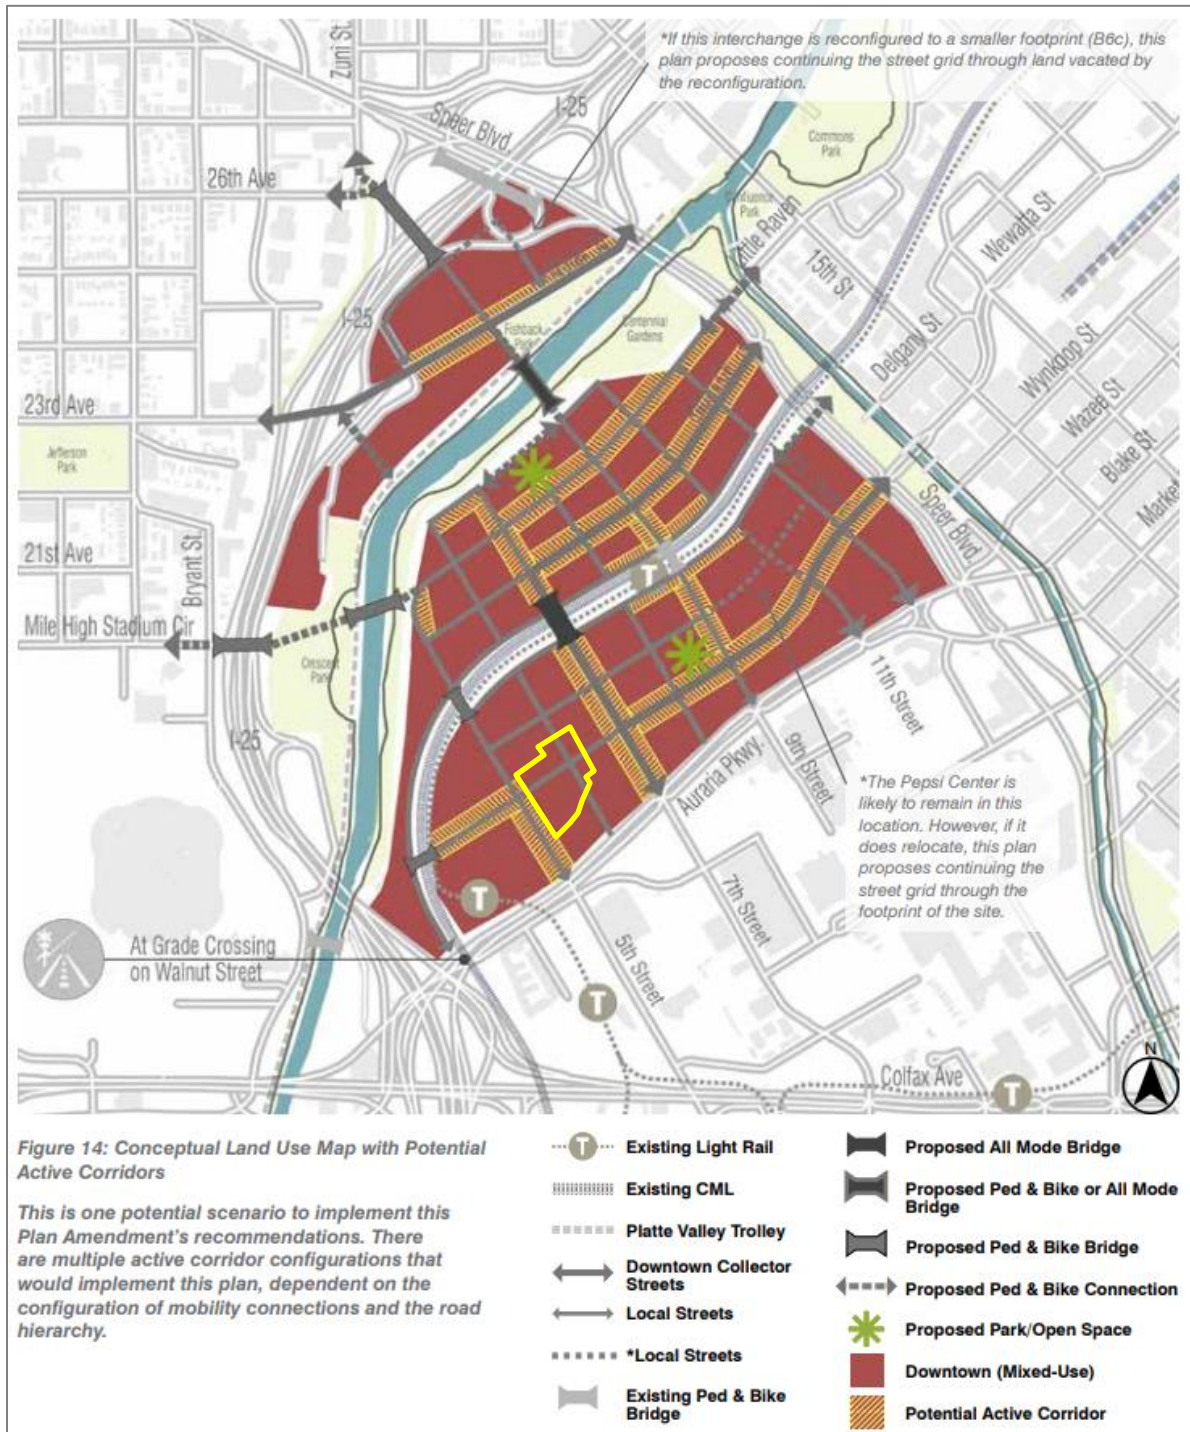 *If this interchange is reconfigured to a smaller footprint (B6c), this
plan proposes continuing the street grid through land vacated by
the reconfiguration.
Zuni St.
I-25
Speer Blvd.
I-25
Commons
Park
26th Ave
Little Raven
15th St
Wewatta St
I-25
Fishback
Park
Centennial
Gardens
Delgany St
Wynkoop St
23rd Ave
Wazee St
Jefferson
Park
Blake St
Market
Speer Blvd.
21st Ave
Bryant St.
T
Mile High Stadium Cir
Crescent
Park
11th Street
I-25
9th Street
Auraria Pkwy.
*The Pepsi Center is
likely to remain in this
location. However, if it
does relocate, this plan
proposes continuing the
street grid through the
footprint of the site.
7th Street
T
At Grade Crossing
on Walnut Street
5th Street
T
Colfax Ave
T
N
Figure 14: Conceptual Land Use Map with Potential
Active Corridors
This is one potential scenario to implement this
Plan Amendment's recommendations. There
are multiple active corridor configurations that
would implement this plan, dependent on the
configuration of mobility connections and the road
hierarchy.
T
Existing Light Rail
Existing CML
Platte Valley Trolley
Downtown Collector
Streets
Local Streets
*Local Streets
Existing Ped & Bike
Bridge
Proposed All Mode Bridge
Proposed Ped & Bike or All Mode
Bridge
Proposed Ped & Bike Bridge
Proposed Ped & Bike Connection
Proposed Park/Open Space
Downtown (Mixed-Use)
Potential Active Corridor